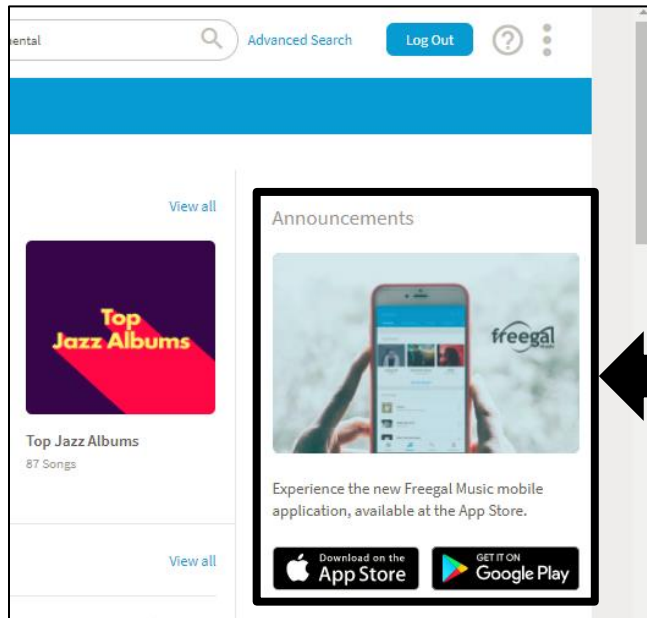 ental
Advanced Search
Log Out
?
View all
Announcements
Top
Jazz Albums
freegal
music
Top Jazz Albums
87 Songs
Experience the new Freegal Music mobile
application, available at the App Store.
View all
Download on the
App Store
GET IT ON
Google Play